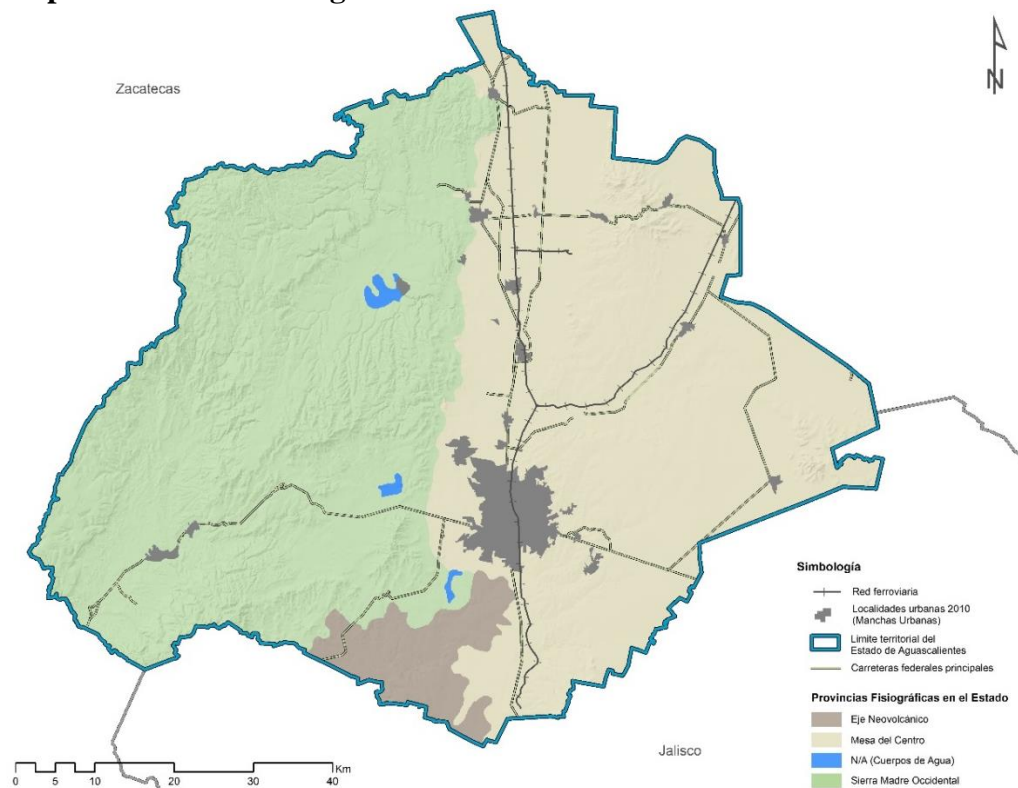 Zacatecas
N
Simbología
Red ferroviaria
Localidades urbanas 2010
(Manchas Urbanas)
Límite territorial del
Estado de Aguascalientes
Carreteras federales principales
Provincias Fisiográficas en el Estado
Eje Neovolcánico
Mesa del Centro
N/A (Cuerpos de Agua)
Sierra Madre Occidental
Jalisco
Km
0 5 10 20 30 40